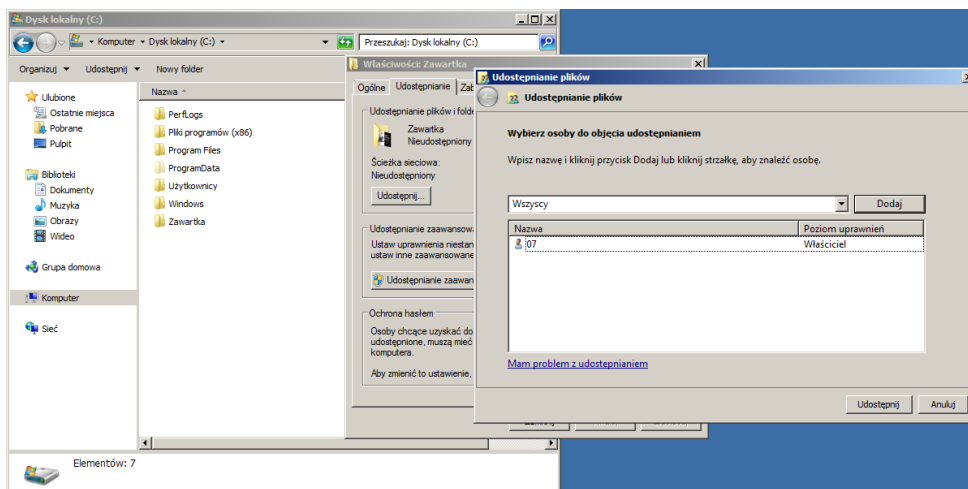 Dysk lokalny (C:)
Komputer Dysk lokalny (C:)
Przeszukaj: Dysk lokalny (C:)
Organizuj Udostępnij Nowy folder
Ulubione
Ostatnie miejsca
Pobrane
Pulpit
Biblioteki
Dokumenty
Muzyka
Obrazy
Wideo
Grupa domowa
Komputer
Sieć
Nazwa
PerfLogs
Pliki programów (x86)
Program Files
ProgramData
Użytkownicy
Windows
Zawartka
Elementów: 7
Właściwości: Zawartka
Ogólne Udostępnianie
Udostępnianie plików i
Zawartka
Nieudostępniony
Ścieżka sieciowa:
Nieudostępniony
Udostępnij...
Udostępnianie
Ustaw uprawnienia
ustaw inne zaawansowane
Udostępnianie
Ochrona hasłem
Osoby chcące uzyskać do
udostępnione, muszą mieć
komputera.
Aby zmienić to ustawienie,
Udostępnianie plików
Udostępnianie plików
Wybierz osoby do objęcia udostępnianiem
Wpisz nazwę i kliknij przycisk Dodaj lub kliknij strzałkę, aby znaleźć osobę.
Wszyscy Dodaj
Nazwa Poziom uprawnień
07 Właściciel
Mam problem z udostępnianiem
Udostępnij Anuluj